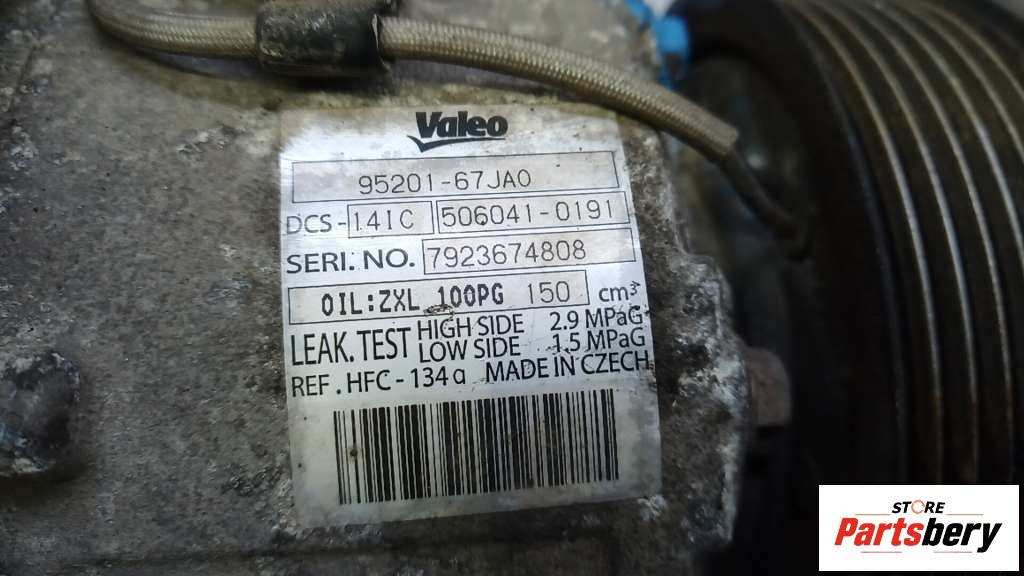 Valeo
95201-67JA0
DCS-14IC 506041-0191
SERI. NO. 7923674808
OIL:ZXL 100PG 150 cm³
LEAK. TEST HIGH SIDE 2.9 MPaG
LOW SIDE 1.5 MPaG
REF. HFC-134a MADE IN CZECH
STORE
Partsbery